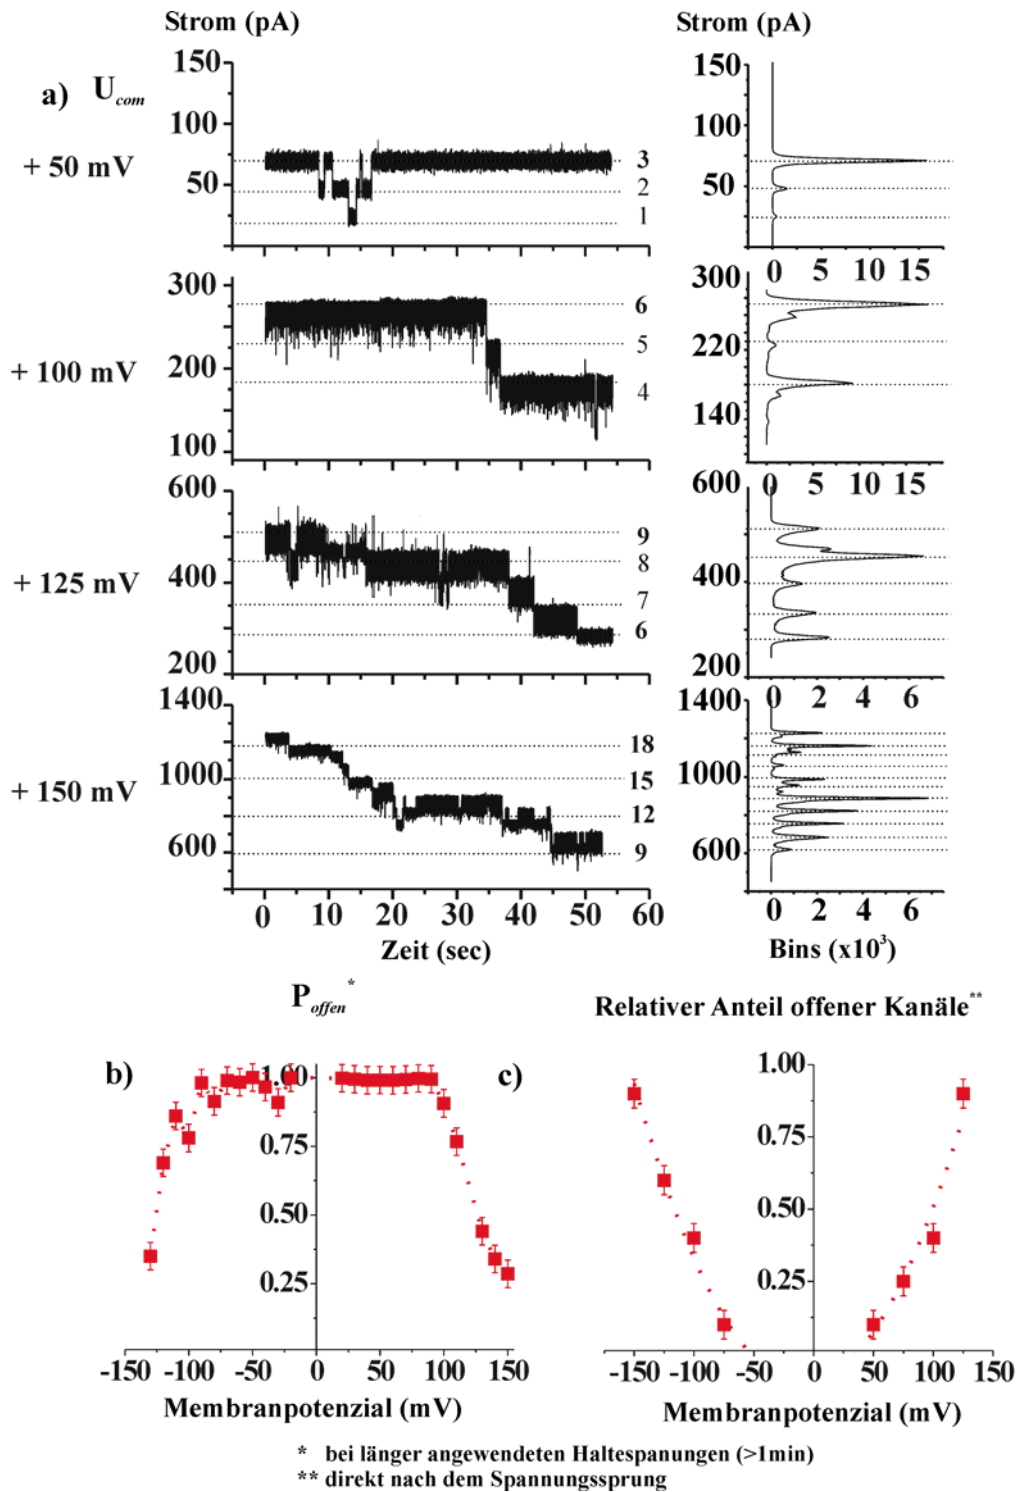 Strom (pA) Strom (pA)
a) U com
+ 50 mV
150
100
50
3
2
1
150
100
50
0
0 5 10 15
+ 100 mV
300
200
100
6
5
4
300
220
140
0 5 10 15
+ 125 mV
600
400
200
9
8
7
6
600
400
200
0 2 4 6
+ 150 mV
1400
1000
600
18
15
12
9
1400
1000
600
0 10 20 30 40 50 60
Zeit (sec)
0 2 4 6
Bins (x10³)
P offen *
Relativer Anteil offener Kanäle**
b)
1.00
0.75
0.50
0.25
-150 -100 -50 0 50 100 150
Membranpotenzial (mV)
c)
1.00
0.75
0.50
0.25
-150 -100 -50 0 50 100 150
Membranpotenzial (mV)
* bei länger angewendeten Haltespanungen (>1min)
** direkt nach dem Spannungssprung